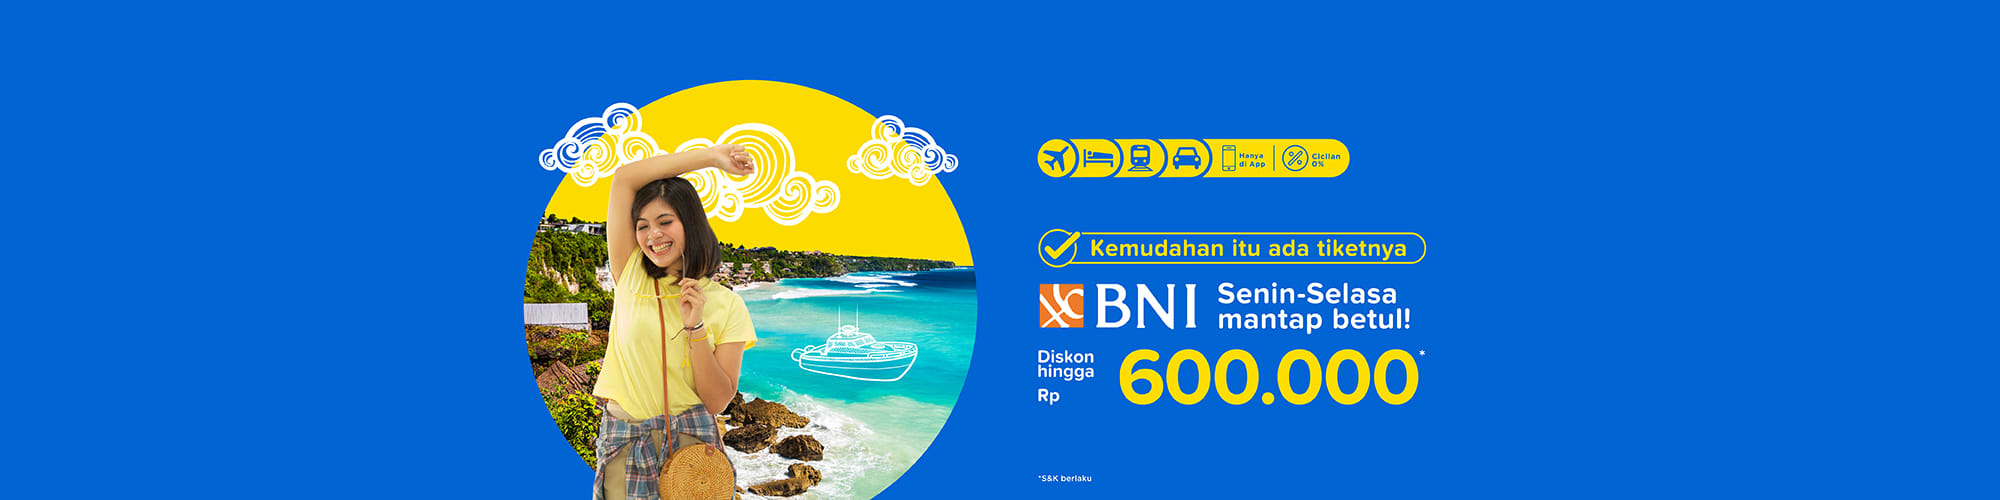 Hanya
di App
Cicilan
0%
Kemudahan itu ada tiketnya
BNI
Senin-Selasa
mantap betul!
Diskon
hingga
Rp
600.000*
*S&K berlaku